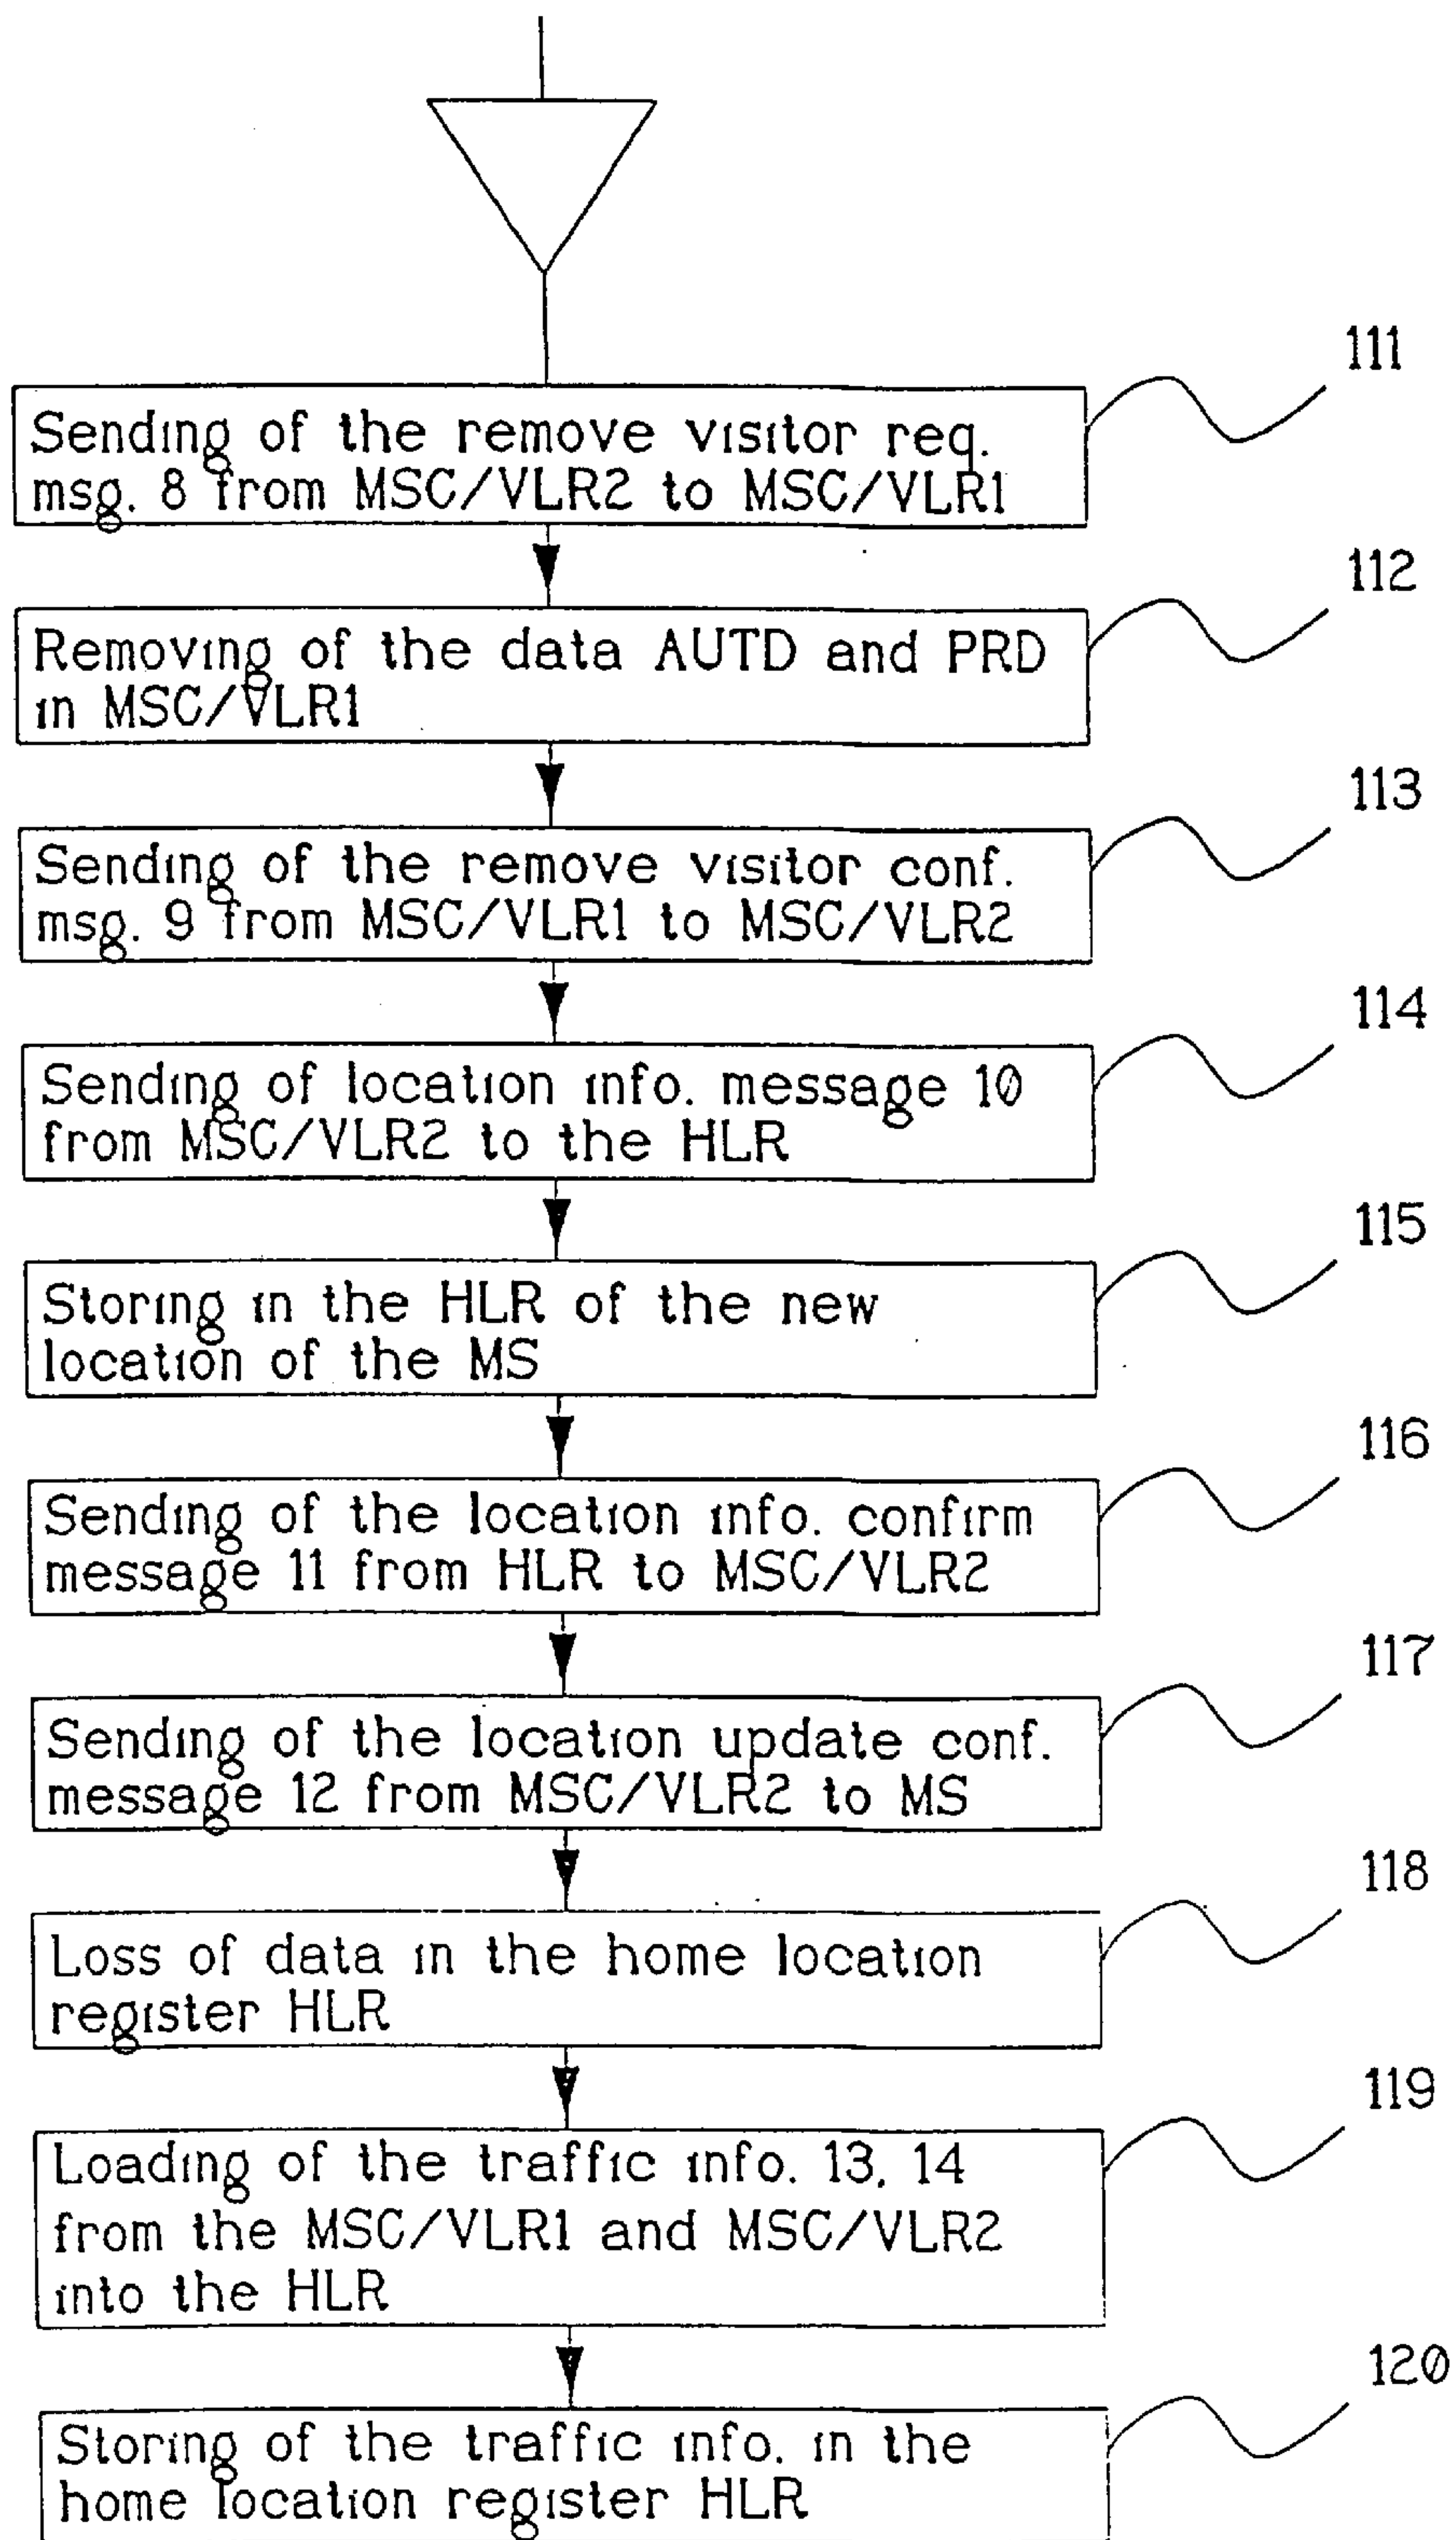 111
Sending of the remove visitor req.
msg. 8 from MSC/VLR2 to MSC/VLR1
112
Removing of the data AUTD and PRD
in MSC/VLR1
113
Sending of the remove visitor conf.
msg. 9 from MSC/VLR1 to MSC/VLR2
114
Sending of location info. message 10
from MSC/VLR2 to the HLR
115
Storing in the HLR of the new
location of the MS
116
Sending of the location info. confirm
message 11 from HLR to MSC/VLR2
117
Sending of the location update conf.
message 12 from MSC/VLR2 to MS
118
Loss of data in the home location
register HLR
119
Loading of the traffic info. 13, 14
from the MSC/VLR1 and MSC/VLR2
into the HLR
120
Storing of the traffic info. in the
home location register HLR